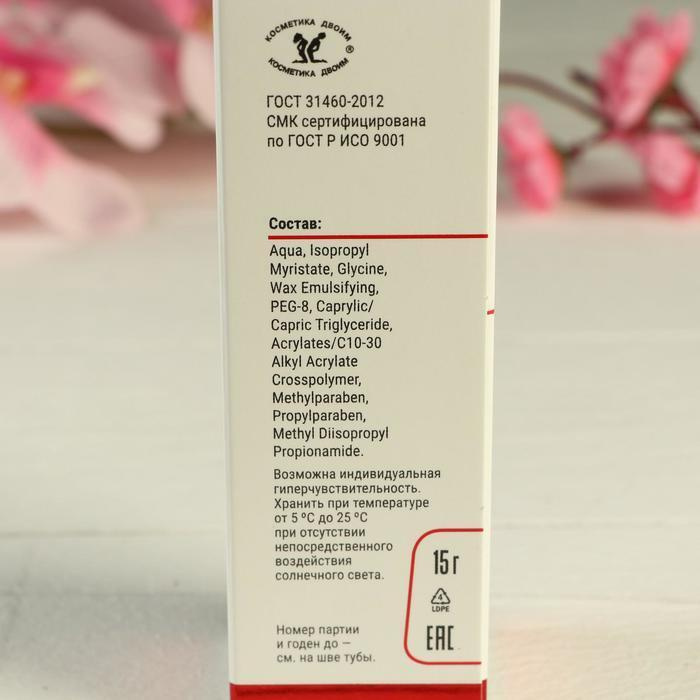 КОСМЕТИКА ДВОИМ
®
КОСМЕТИКА ДВОИМ
ГОСТ 31460-2012
СМК сертифицирована
по ГОСТ Р ИСО 9001
Состав:
Aqua, Isopropyl
Myristate, Glycine,
Wax Emulsifying,
PEG-8, Caprylic/
Capric Triglyceride,
Acrylates/C10-30
Alkyl Acrylate
Crosspolymer,
Methylparaben,
Propylparaben,
Methyl Diisopropyl
Propionamide.
Возможна индивидуальная
гиперчувствительность.
Хранить при температуре
от 5 ºC до 25 ºC
при отсутствии
непосредственного
воздействия
солнечного света.
15 г
4
LDPE
EAC
Номер партии
и годен до —
см. на шве тубы.